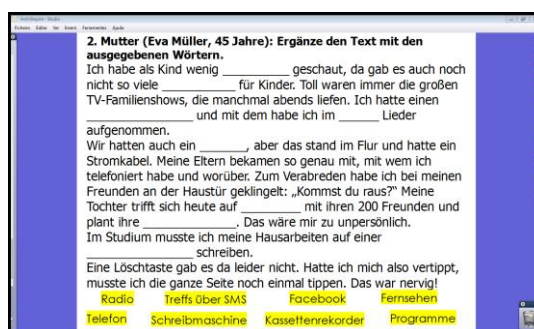 2. Mutter (Eva Müller, 45 Jahre): Ergänze den Text mit den
ausgegebenen Wörtern.
Ich habe als Kind wenig __________ geschaut, da gab es auch noch
nicht so viele ___________ für Kinder. Toll waren immer die großen
TV-Familienshows, die manchmal abends liefen. Ich hatte einen
________________ und mit dem habe ich im ______ Lieder
aufgenommen.
Wir hatten auch ein _______, aber das stand im Flur und hatte ein
Stromkabel. Meine Eltern bekamen so genau mit, mit wem ich
telefoniert habe und worüber. Zum Verabreden habe ich bei meinen
Freunden an der Haustür geklingelt: „Kommst du raus?“ Meine
Tochter trifft sich heute auf _________ mit ihren 200 Freunden und
plant ihre ______________. Das wäre mir zu unpersönlich.
Im Studium musste ich meine Hausarbeiten auf einer
________________ schreiben.
Eine Löschtaste gab es da leider nicht. Hatte ich mich also vertippt,
musste ich die ganze Seite noch einmal tippen. Das war nervig!
Radio Treffs über SMS Facebook Fernsehen
Telefon Schreibmaschine Kassettenrekorder Programme